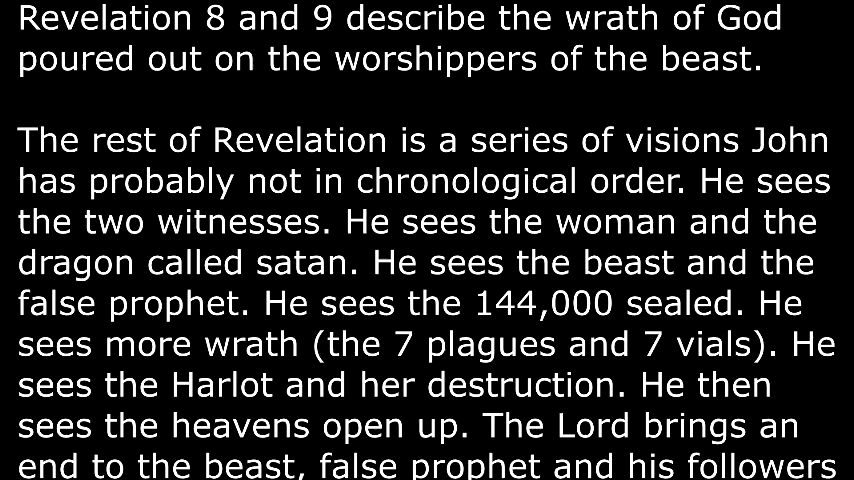 Revelation 8 and 9 describe the wrath of God
poured out on the worshippers of the beast.
The rest of Revelation is a series of visions John
has probably not in chronological order. He sees
the two witnesses. He sees the woman and the
dragon called satan. He sees the beast and the
false prophet. He sees the 144,000 sealed. He
sees more wrath (the 7 plagues and 7 vials). He
sees the Harlot and her destruction. He then
sees the heavens open up. The Lord brings an
end to the beast, false prophet and his followers